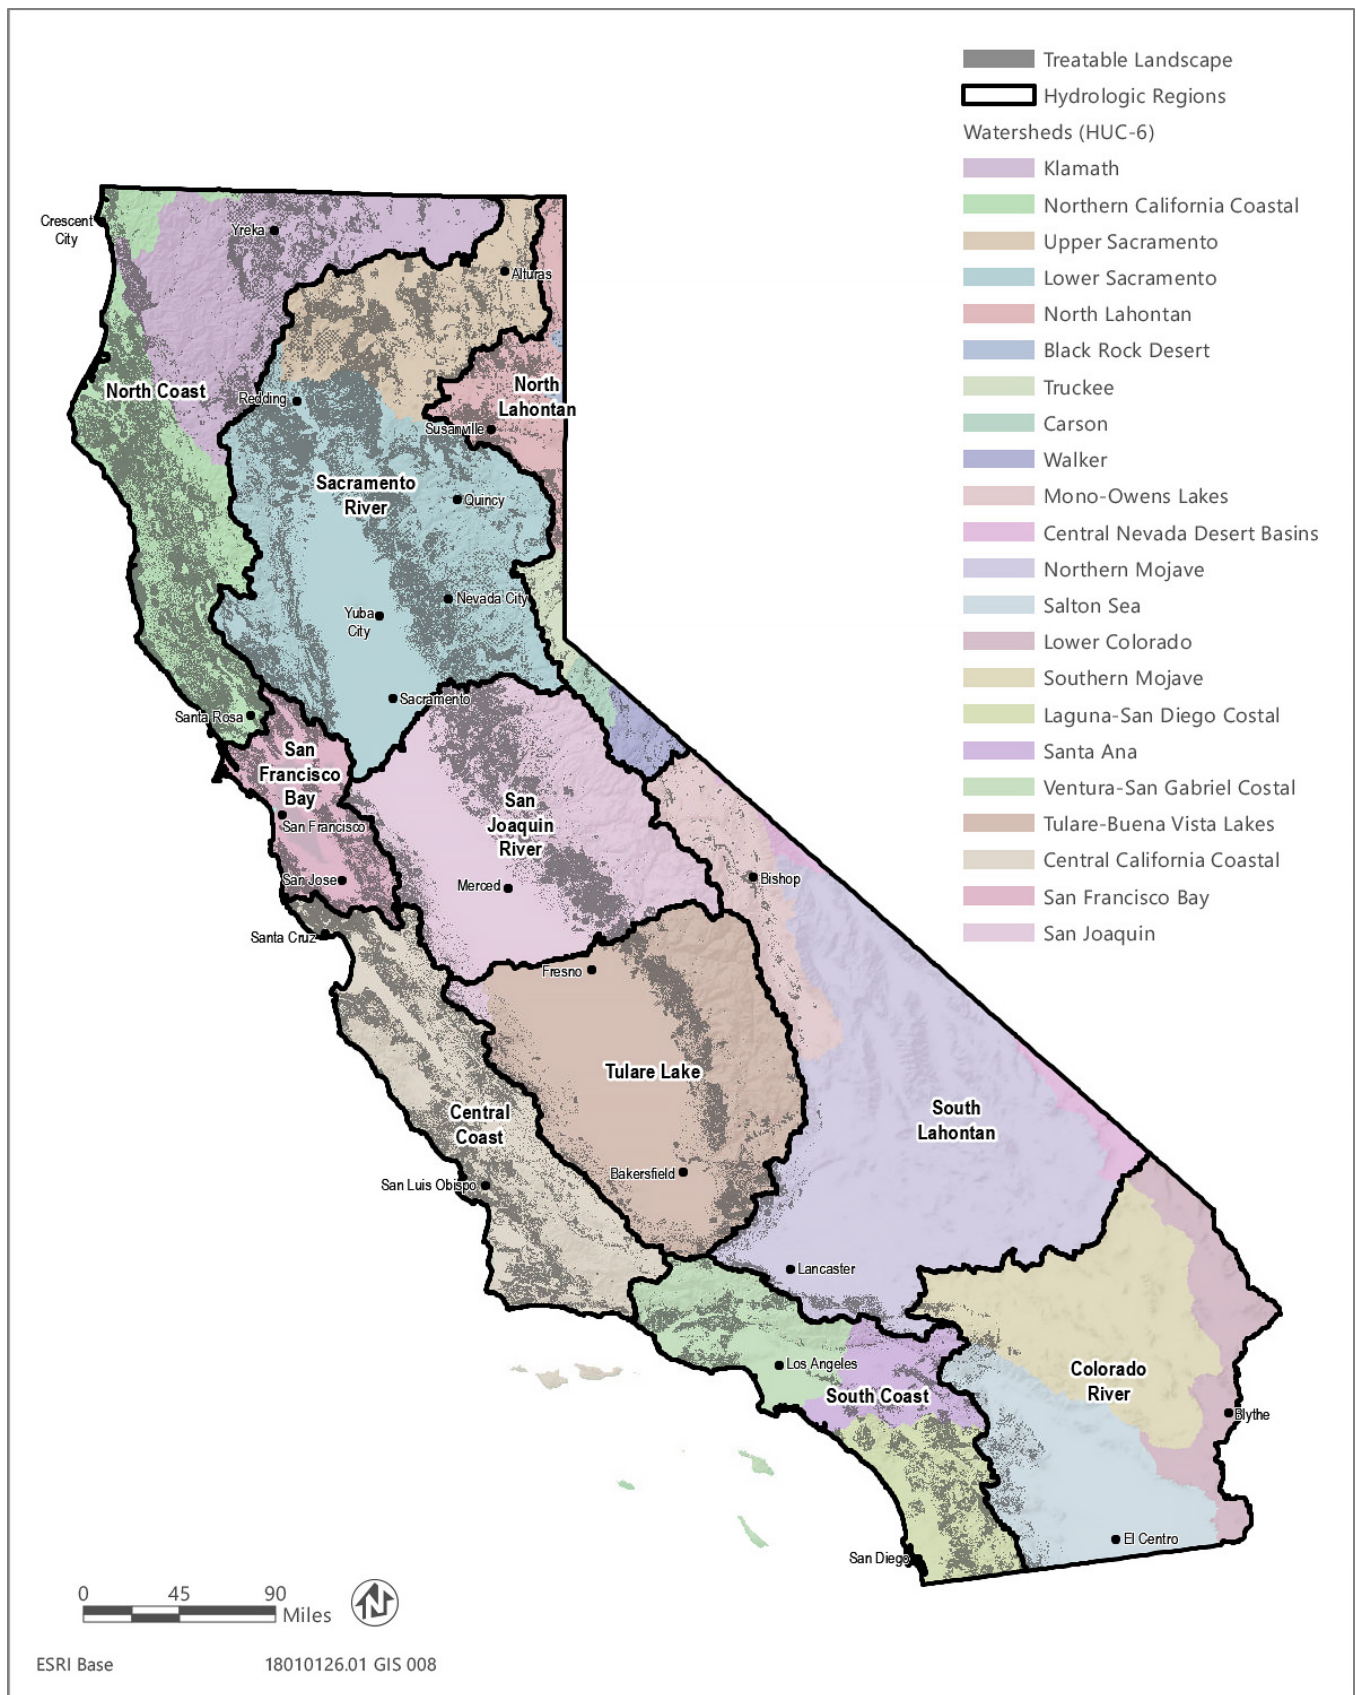 Treatable Landscape
Hydrologic Regions
Watersheds (HUC-6)
Klamath
Northern California Coastal
Upper Sacramento
Lower Sacramento
North Lahontan
Black Rock Desert
Truckee
Carson
Walker
Mono-Owens Lakes
Central Nevada Desert Basins
Northern Mojave
Salton Sea
Lower Colorado
Southern Mojave
Laguna-San Diego Costal
Santa Ana
Ventura-San Gabriel Costal
Tulare-Buena Vista Lakes
Central California Coastal
San Francisco Bay
San Joaquin
Crescent
City
Yreka
Alturas
North Coast
Redding
North
Lahontan
Susanville
Sacramento
River
Quincy
Nevada City
Yuba
City
Sacramento
Santa Rosa
San
Francisco
Bay
San Francisco
San Jose
San
Joaquin
River
Merced
Bishop
Santa Cruz
Fresno
Tulare Lake
Central
Coast
South
Lahontan
Bakersfield
San Luis Obispo
Lancaster
Los Angeles
South Coast
Colorado
River
Blythe
El Centro
San Diego
0 45 90
Miles
N
ESRI Base
18010126.01 GIS 008